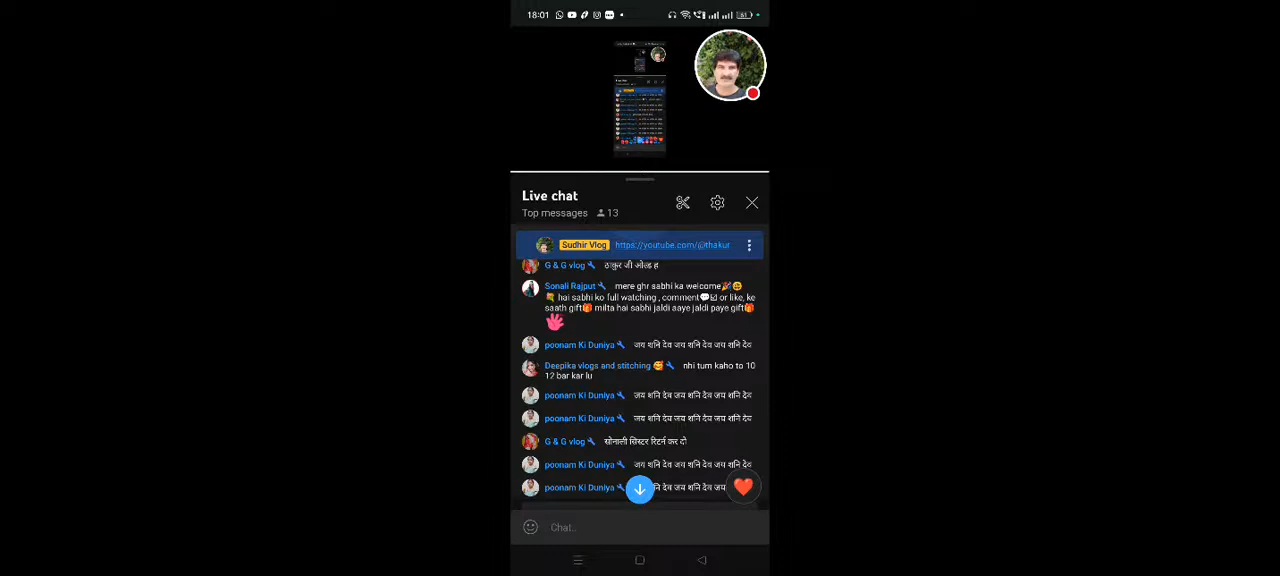 18:01
Live chat
Top messages 13
Sudhir Vlog https://youtube.com/@thakur
G & G vlog ठाकुर जी ओल्ड ह
Sonali Rajput mere ghr sabhi ka welcome🎉😊
💐 hai sabhi ko full watching , comment💬☑ or like, ke
saath gift🎁 milta hai sabhi jaldi aaye jaldi paye gift🎁
poonam Ki Duniya जय शनि देव जय शनि देव जय शनि देव
Deepika vlogs and stitching 🥰 nhi tum kaho to 10
12 bar kar lu
poonam Ki Duniya जय शनि देव जय शनि देव जय शनि देव
poonam Ki Duniya जय शनि देव जय शनि देव जय शनि देव
G & G vlog सोनाली सिस्टर रिटर्न कर दो
poonam Ki Duniya जय शनि देव जय शनि देव जय शनि देव
poonam Ki Duniya शनि देव जय शनि देव जय
Chat..